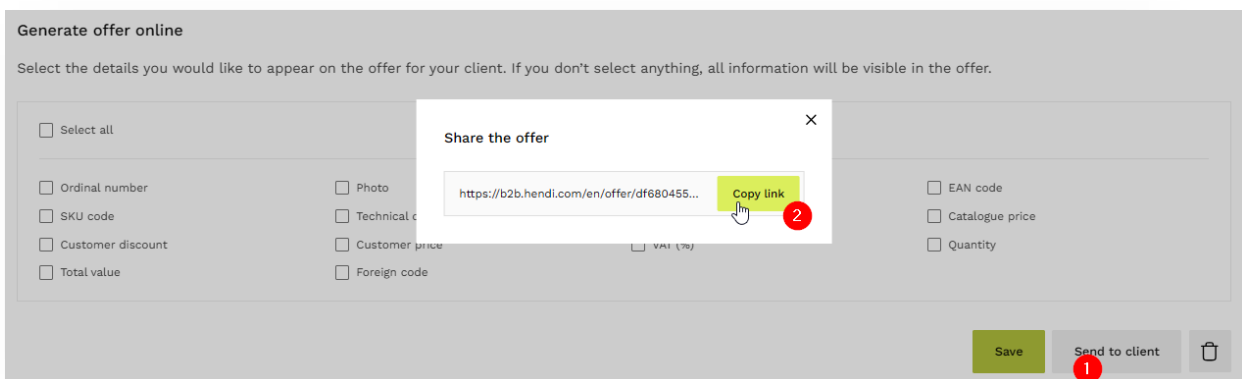 Generate offer online
Select the details you would like to appear on the offer for your client. If you don't select anything, all information will be visible in the offer.
Select all
Share the offer
https://b2b.hendi.com/en/offer/df680455...
Copy link
2
Ordinal number
Photo
EAN code
SKU code
Technical
Catalogue price
Customer discount
Customer price
VAT (%)
Quantity
Total value
Foreign code
Save
Send to client
1